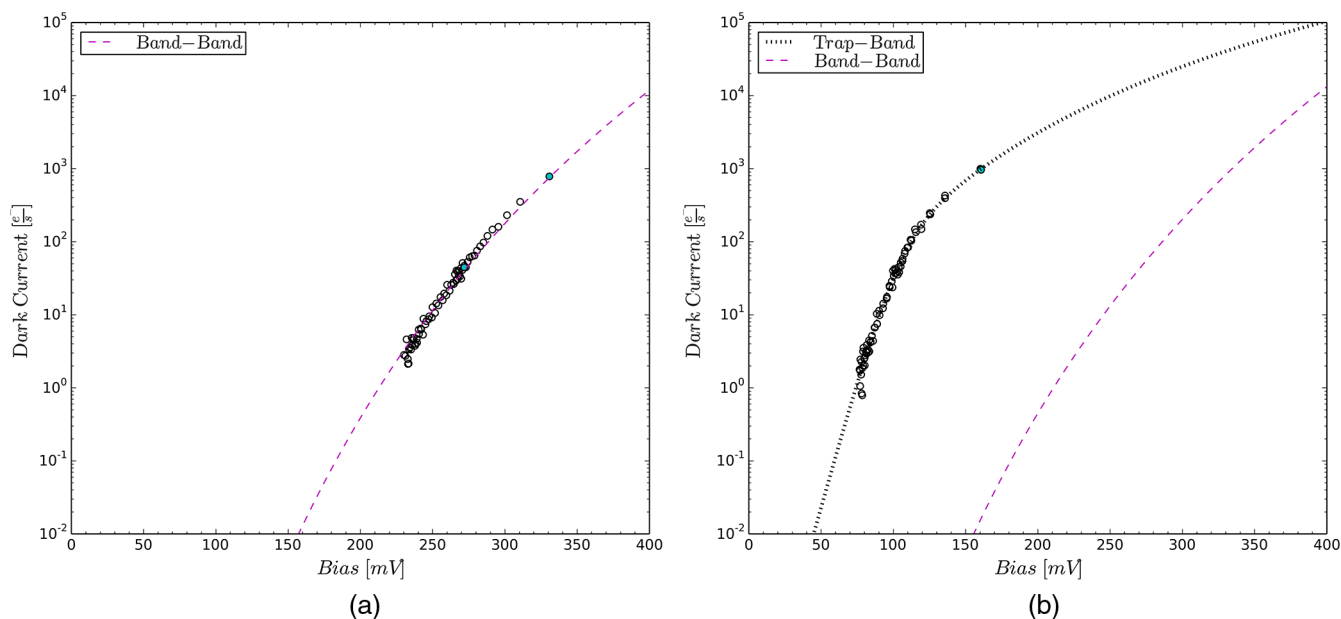 Band−Band
10^5
10^4
10^3
10^2
10^1
10^0
10^-1
10^-2
Dark Current [e^-/s]
0 50 100 150 200 250 300 350 400
Bias [mV]
(a)
Trap−Band
Band−Band
10^5
10^4
10^3
10^2
10^1
10^0
10^-1
10^-2
Dark Current [e^-/s]
0 50 100 150 200 250 300 350 400
Bias [mV]
(b)